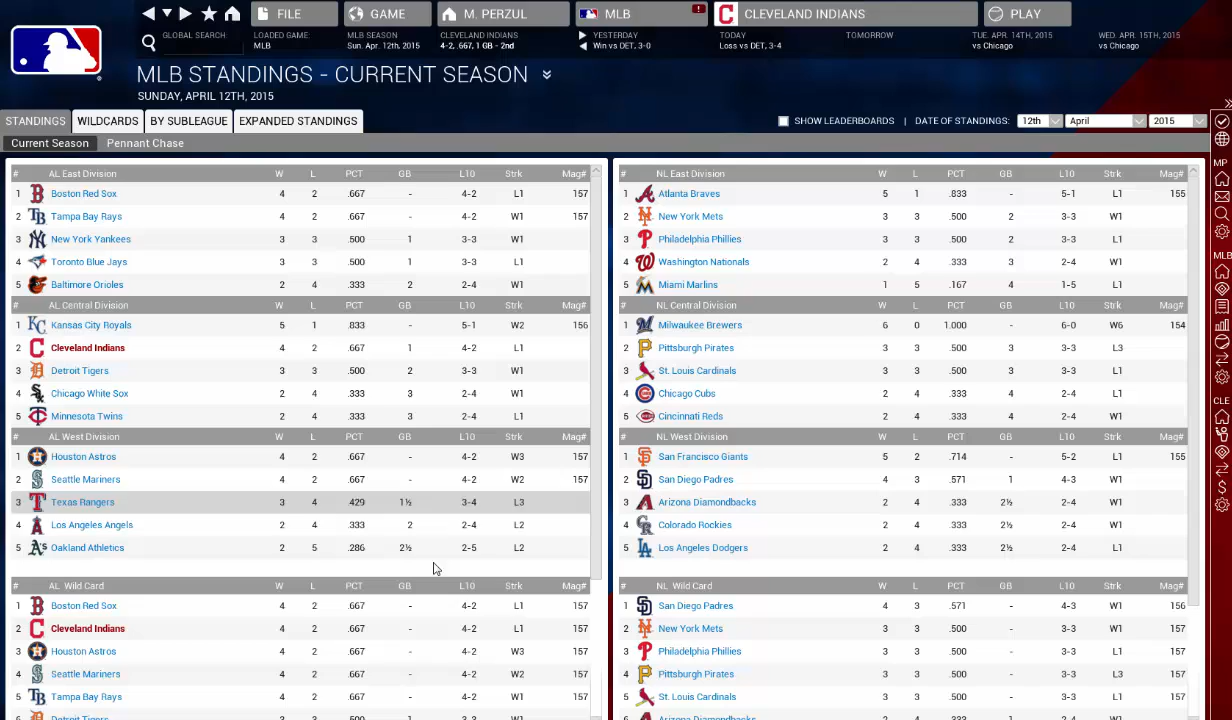 FILE GAME M. PERZUL MLB CLEVELAND INDIANS PLAY
GLOBAL SEARCH: LOADED GAME: MLB SEASON CLEVELAND INDIANS YESTERDAY TODAY TOMORROW TUE. APR. 14TH, 2015 WED. APR. 15TH, 2015
MLB Sun. Apr. 12th, 2015 4-2, .667, 1 GB - 2nd Win vs DET, 3-0 Loss vs DET, 3-4 vs Chicago vs Chicago
MLB STANDINGS - CURRENT SEASON
SUNDAY, APRIL 12TH, 2015
STANDINGS WILDCARDS BY SUBLEAGUE EXPANDED STANDINGS SHOW LEADERBOARDS | DATE OF STANDINGS: 12th April 2015
Current Season Pennant Chase
# AL East Division W L PCT GB L10 Strk Mag#
1 Boston Red Sox 4 2 .667 - 4-2 L1 157
2 Tampa Bay Rays 4 2 .667 - 4-2 W1 157
3 New York Yankees 3 3 .500 1 3-3 W1
4 Toronto Blue Jays 3 3 .500 1 3-3 L1
5 Baltimore Orioles 2 4 .333 2 2-4 W1
# AL Central Division W L PCT GB L10 Strk Mag#
1 Kansas City Royals 5 1 .833 - 5-1 W2 156
2 Cleveland Indians 4 2 .667 1 4-2 L1
3 Detroit Tigers 3 3 .500 2 3-3 W1
4 Chicago White Sox 2 4 .333 3 2-4 W1
5 Minnesota Twins 2 4 .333 3 2-4 L1
# AL West Division W L PCT GB L10 Strk Mag#
1 Houston Astros 4 2 .667 - 4-2 W3 157
2 Seattle Mariners 4 2 .667 - 4-2 W2 157
3 Texas Rangers 3 4 .429 1½ 3-4 L3
4 Los Angeles Angels 2 4 .333 2 2-4 L2
5 Oakland Athletics 2 5 .286 2½ 2-5 L2
# AL Wild Card W L PCT GB L10 Strk Mag#
1 Boston Red Sox 4 2 .667 - 4-2 L1 157
2 Cleveland Indians 4 2 .667 - 4-2 L1 157
3 Houston Astros 4 2 .667 - 4-2 W3 157
4 Seattle Mariners 4 2 .667 - 4-2 W2 157
5 Tampa Bay Rays 4 2 .667 - 4-2 W1 157
6 Detroit Tigers 3 3 .500 1 3-3 W1
# NL East Division W L PCT GB L10 Strk Mag#
1 Atlanta Braves 5 1 .833 - 5-1 L1 155
2 New York Mets 3 3 .500 2 3-3 W1
3 Philadelphia Phillies 3 3 .500 2 3-3 L1
4 Washington Nationals 2 4 .333 3 2-4 W1
5 Miami Marlins 1 5 .167 4 1-5 L1
# NL Central Division W L PCT GB L10 Strk Mag#
1 Milwaukee Brewers 6 0 1.000 - 6-0 W6 154
2 Pittsburgh Pirates 3 3 .500 3 3-3 L3
3 St. Louis Cardinals 3 3 .500 3 3-3 L1
4 Chicago Cubs 2 4 .333 4 2-4 L1
5 Cincinnati Reds 2 4 .333 4 2-4 W1
# NL West Division W L PCT GB L10 Strk Mag#
1 San Francisco Giants 5 2 .714 - 5-2 L1 155
2 San Diego Padres 4 3 .571 1 4-3 W1
3 Arizona Diamondbacks 2 4 .333 2½ 2-4 W1
4 Colorado Rockies 2 4 .333 2½ 2-4 W1
5 Los Angeles Dodgers 2 4 .333 2½ 2-4 L1
# NL Wild Card W L PCT GB L10 Strk Mag#
1 San Diego Padres 4 3 .571 - 4-3 W1 156
2 New York Mets 3 3 .500 - 3-3 W1 157
3 Philadelphia Phillies 3 3 .500 - 3-3 L1 157
4 Pittsburgh Pirates 3 3 .500 - 3-3 L3 157
5 St. Louis Cardinals 3 3 .500 - 3-3 L1 157
6 Arizona Diamondbacks 2 4 .333 1 2-4 W1
MP
MLB
CLE